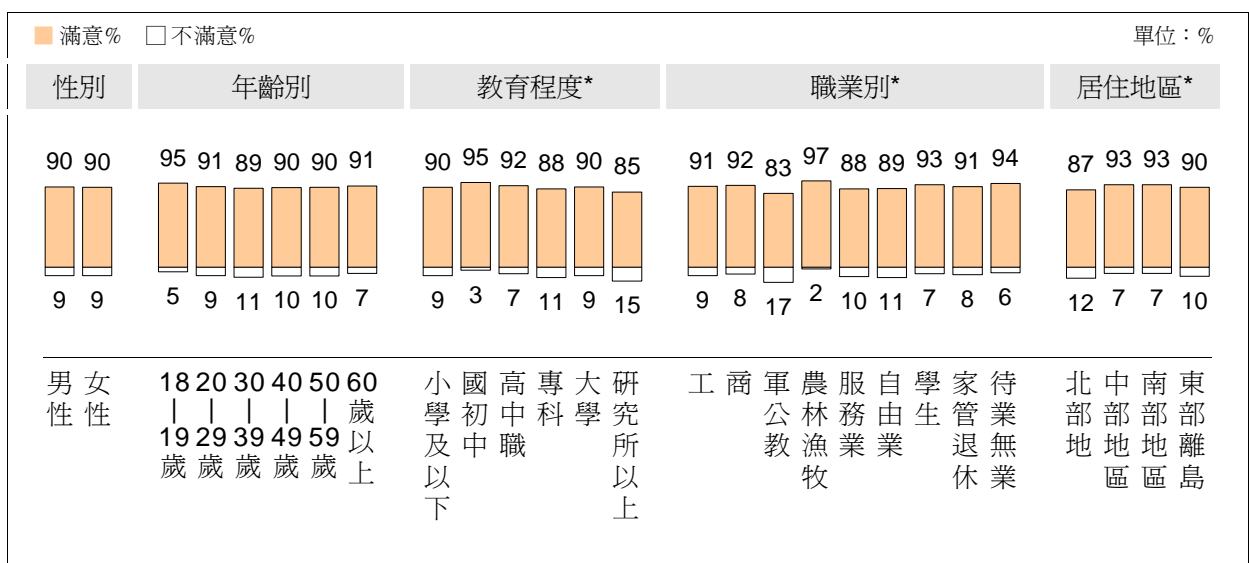 滿意% 不滿意% 單位：%
性別 年齡別 教育程度* 職業別* 居住地區*
90 90 95 91 89 90 90 91 90 95 92 88 90 85 91 92 83 97 88 89 93 91 94 87 93 93 90
9 9 5 9 11 10 10 7 9 3 7 11 9 15 9 8 17 2 10 11 7 8 6 12 7 7 10
男性
女性
18|19歲
20|29歲
30|39歲
40|49歲
50|59歲
60歲以上
小學及以下
國初中
高中職
專科
大學
研究所以上
工
商
軍公教
農林漁牧
服務業
自由業
學生
家管退休
待業無業
北部地
中部地區
南部地區
東部離島